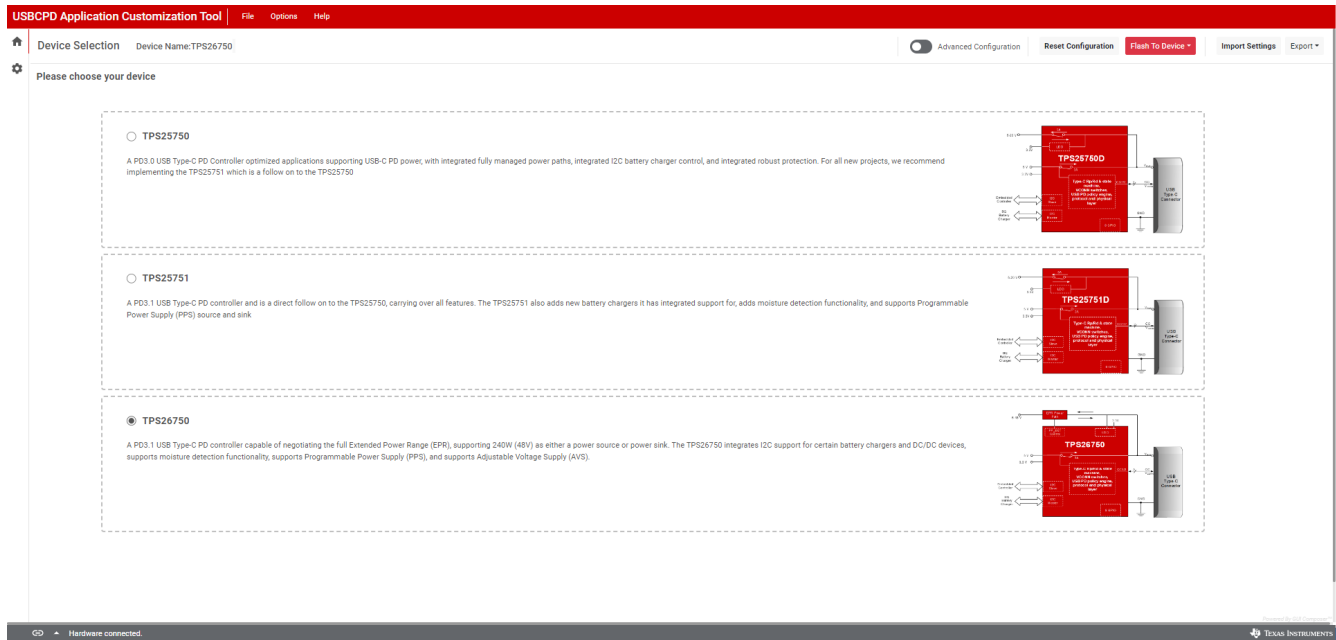 USBCPD Application Customization Tool File Options Help
Device Selection Device Name:TPS26750 Advanced Configuration Reset Configuration Flash To Device Import Settings Export
Please choose your device
TPS25750
A PD3.0 USB Type-C PD Controller optimized applications supporting USB-C PD power, with integrated fully managed power paths, integrated I2C battery charger control, and integrated robust protection. For all new projects, we recommend
implementing the TPS25751 which is a follow on to the TPS25750
TPS25750D
USB
Type C
Connector
TPS25751
A PD3.1 USB Type-C PD controller and is a direct follow on to the TPS25750, carrying over all features. The TPS25751 also adds new battery chargers it has integrated support for, adds moisture detection functionality, and supports Programmable
Power Supply (PPS) source and sink
TPS25751D
USB
Type-C
Connector
TPS26750
A PD3.1 USB Type-C PD controller capable of negotiating the full Extended Power Range (EPR), supporting 240W (48V) as either a power source or power sink. The TPS26750 integrates I2C support for certain battery chargers and DC/DC devices,
supports moisture detection functionality, supports Programmable Power Supply (PPS), and supports Adjustable Voltage Supply (AVS).
TPS26750
USB
Type C
Connector
Hardware connected.
TEXAS INSTRUMENTS